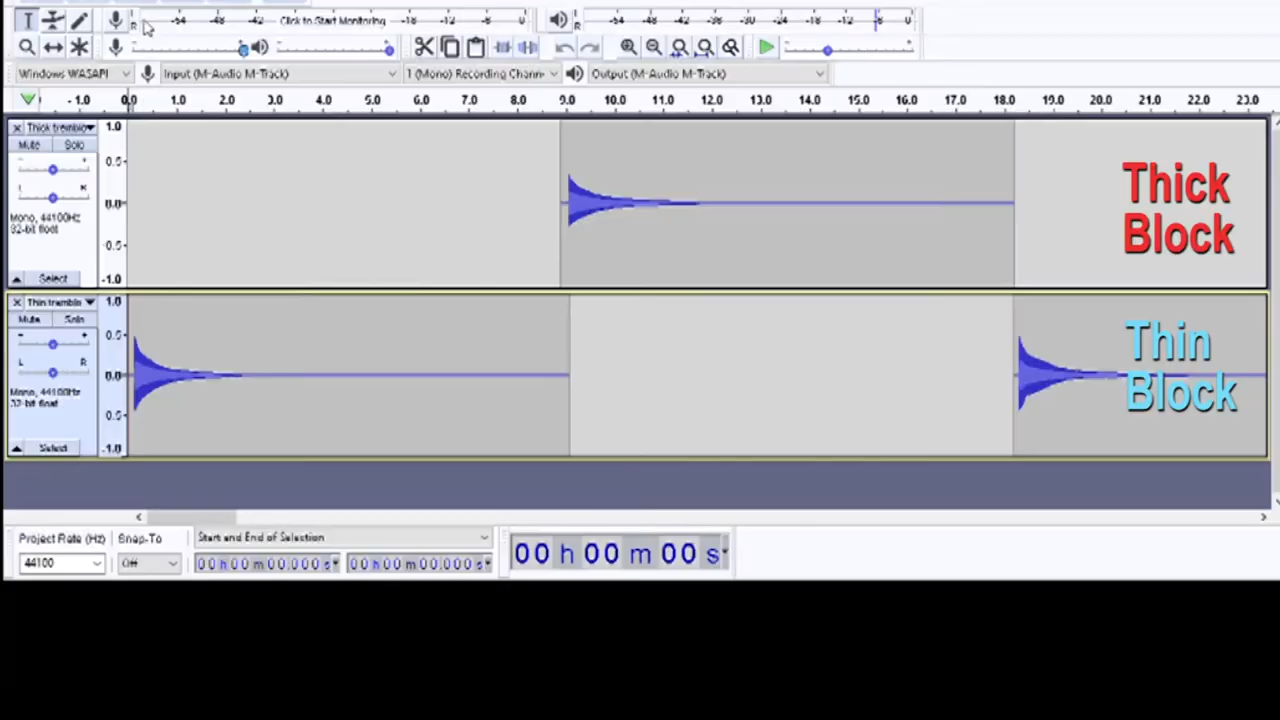 -54 -48 -42 Click to Start Monitoring -18 -12 -6 0 -54 -48 -42 -36 -30 -24 -18 -12 -6 0
Windows WASAPI Input (M-Audio M-Track) 1 (Mono) Recording Chann Output (M-Audio M-Track)
- 1.0 0.0 1.0 2.0 3.0 4.0 5.0 6.0 7.0 8.0 9.0 10.0 11.0 12.0 13.0 14.0 15.0 16.0 17.0 18.0 19.0 20.0 21.0 22.0 23.0
× Thick tremblo 1.0
Mute Solo
- + 0.5
L R
0.0
Mono, 44100Hz
32-bit float
-0.5
Select -1.0
Thick
Block
× Thin tremblo 1.0
Mute Solo
- + 0.5
L R
0.0
Mono, 44100Hz
32-bit float
-0.5
Select -1.0
Thin
Block
Project Rate (Hz) Snap-To Start and End of Selection
44100 Off 00 h 00 m 00.000 s 00 h 00 m 00.000 s
00 h 00 m 00 s